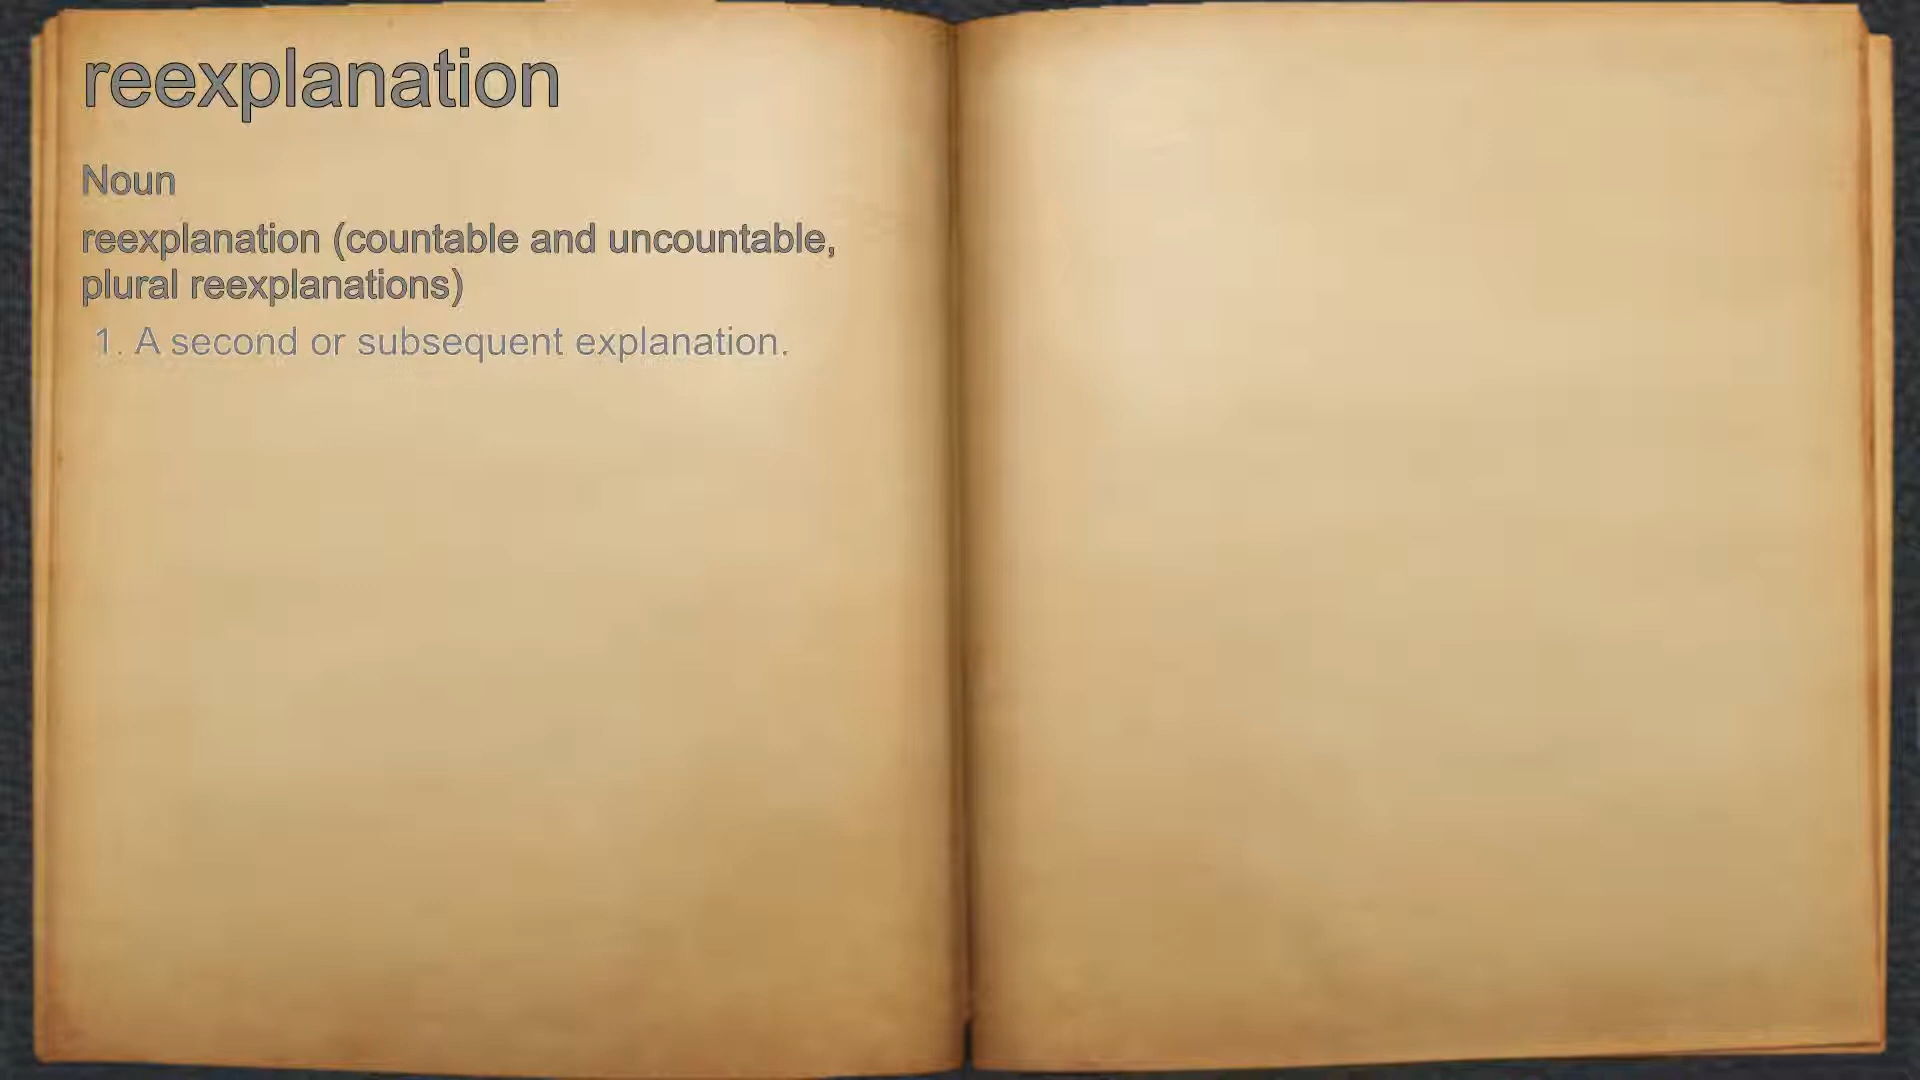 reexplanation
Noun
reexplanation (countable and uncountable,
plural reexplanations)
1. A second or subsequent explanation.